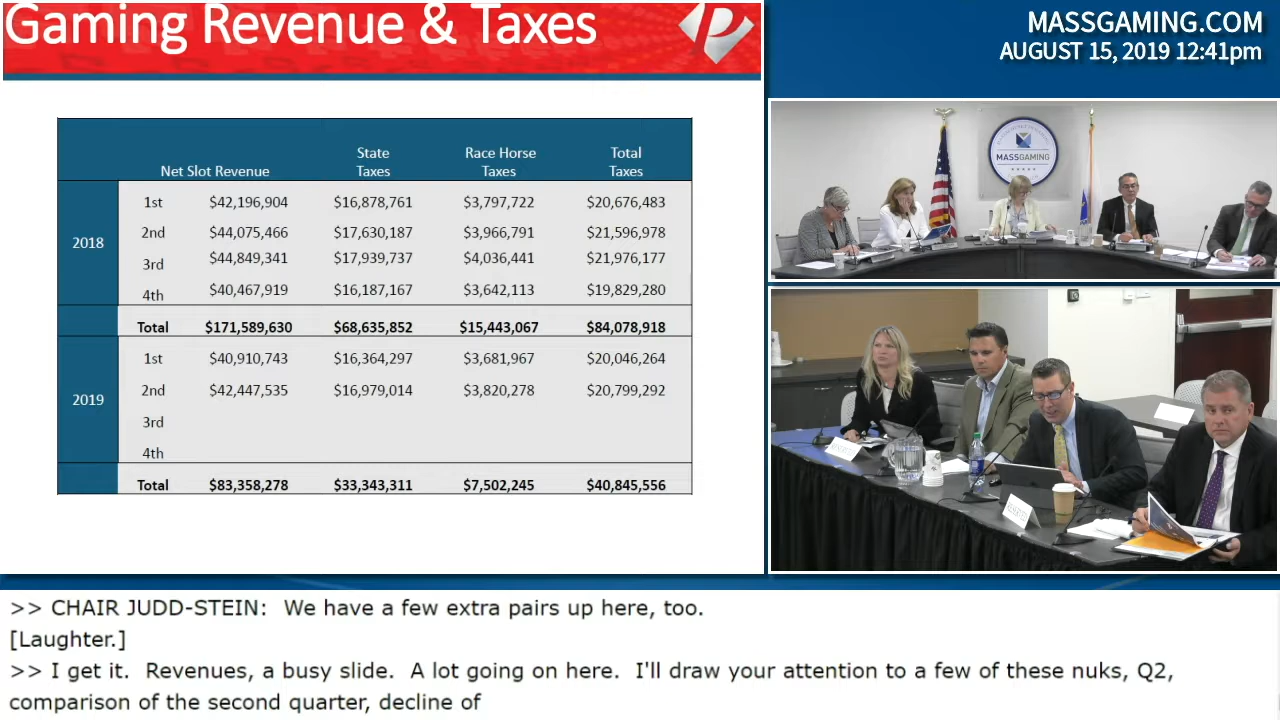 Gaming Revenue & Taxes
MASSGAMING.COM
AUGUST 15, 2019 12:41pm
Net Slot Revenue State Taxes Race Horse Taxes Total Taxes
2018
1st $42,196,904 $16,878,761 $3,797,722 $20,676,483
2nd $44,075,466 $17,630,187 $3,966,791 $21,596,978
3rd $44,849,341 $17,939,737 $4,036,441 $21,976,177
4th $40,467,919 $16,187,167 $3,642,113 $19,829,280
Total $171,589,630 $68,635,852 $15,443,067 $84,078,918
2019
1st $40,910,743 $16,364,297 $3,681,967 $20,046,264
2nd $42,447,535 $16,979,014 $3,820,278 $20,799,292
3rd
4th
Total $83,358,278 $33,343,311 $7,502,245 $40,845,556
MASSGAMING
>> CHAIR JUDD-STEIN: We have a few extra pairs up here, too.
[Laughter.]
>> I get it. Revenues, a busy slide. A lot going on here. I'll draw your attention to a few of these nuks, Q2,
comparison of the second quarter, decline of